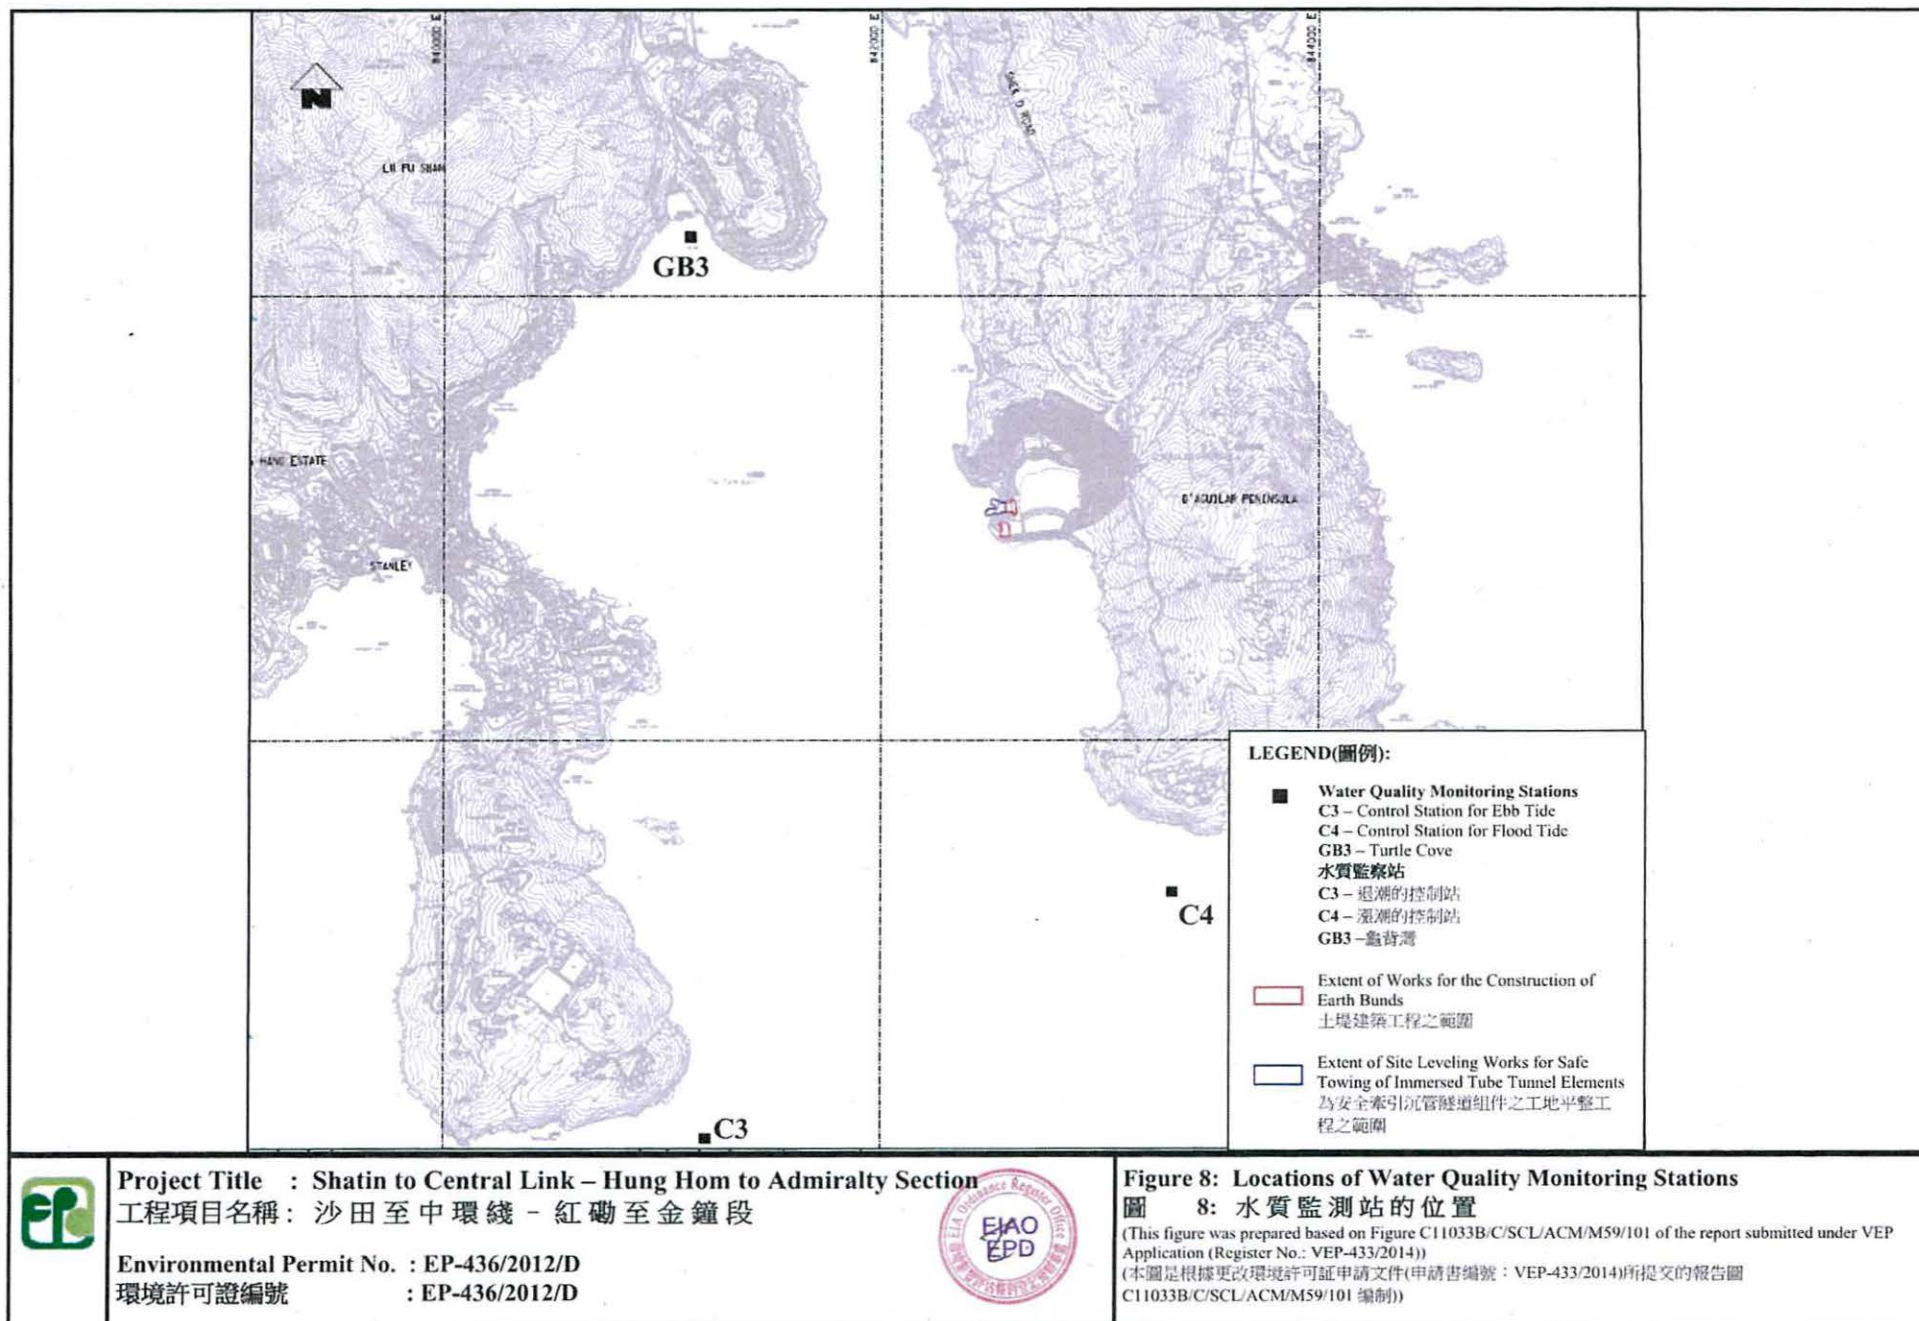 840000 E
842000 E
844000 E
N
SHEK O ROAD
GB3
HANG ESTATE
D'AGUILAR PENINSULA
STANLEY
C4
C3
LEGEND(圖例):
Water Quality Monitoring Stations
C3 – Control Station for Ebb Tide
C4 – Control Station for Flood Tide
GB3 – Turtle Cove
水質監察站
C3 – 退潮的控制站
C4 – 漲潮的控制站
GB3 –龜背灣
Extent of Works for the Construction of
Earth Bunds
土堤建築工程之範圍
Extent of Site Leveling Works for Safe
Towing of Immersed Tube Tunnel Elements
為安全牽引沉管隧道組件之工地平整工
程之範圍
Project Title : Shatin to Central Link – Hung Hom to Admiralty Section
工程項目名稱 : 沙田至中環綫 - 紅磡至金鐘段
Environmental Permit No. : EP-436/2012/D
環境許可證編號 : EP-436/2012/D
EIA Ordinance Register Office
EIAO
EPD
Figure 8: Locations of Water Quality Monitoring Stations
圖 8: 水質監測站的位置
(This figure was prepared based on Figure C11033B/C/SCL/ACM/M59/101 of the report submitted under VEP
Application (Register No.: VEP-433/2014))
(本圖是根據更改環境許可証申請文件(申請書編號：VEP-433/2014)所提交的報告圖
C11033B/C/SCL/ACM/M59/101 編制))